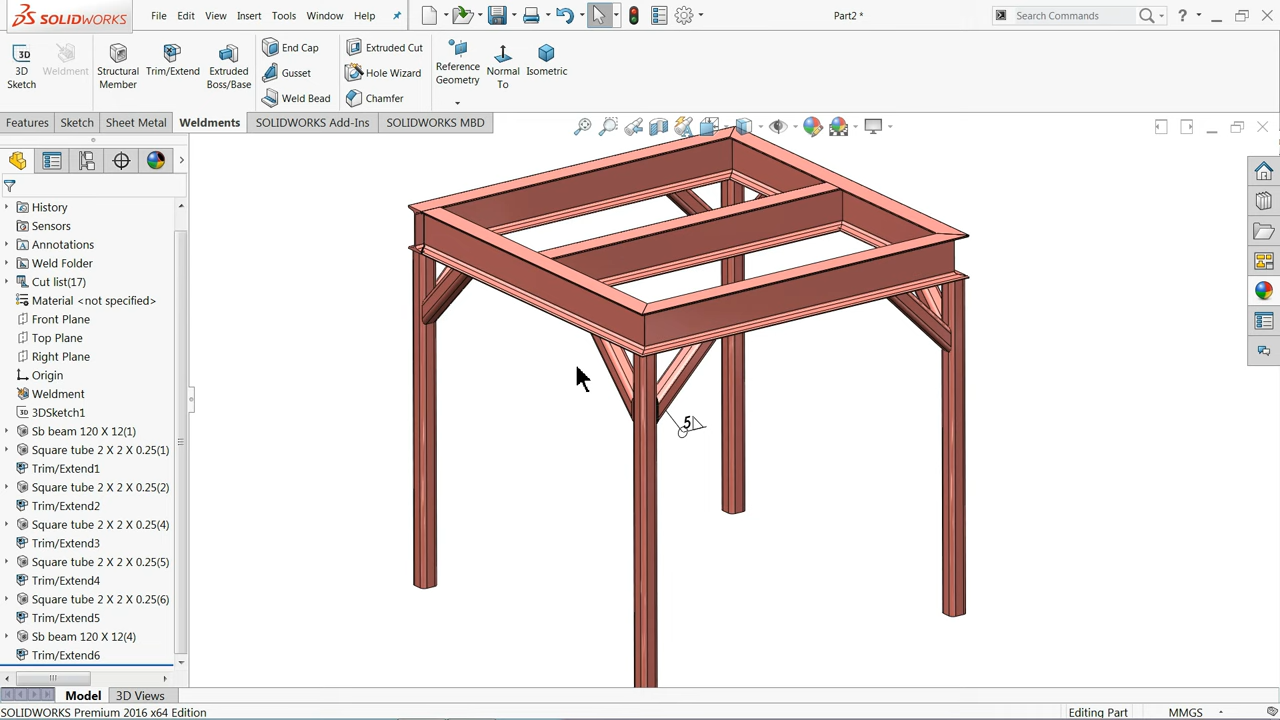 SOLIDWORKS
File
Edit
View
Insert
Tools
Window
Help
Part2 *
Search Commands
?
3D Sketch
Weldment
Structural Member
Trim/Extend
Extruded Boss/Base
End Cap
Gusset
Weld Bead
Extruded Cut
Hole Wizard
Chamfer
Reference Geometry
Normal To
Isometric
Features
Sketch
Sheet Metal
Weldments
SOLIDWORKS Add-Ins
SOLIDWORKS MBD
History
Sensors
Annotations
Weld Folder
Cut list(17)
Material <not specified>
Front Plane
Top Plane
Right Plane
Origin
Weldment
3DSketch1
Sb beam 120 X 12(1)
Square tube 2 X 2 X 0.25(1)
Trim/Extend1
Square tube 2 X 2 X 0.25(2)
Trim/Extend2
Square tube 2 X 2 X 0.25(4)
Trim/Extend3
Square tube 2 X 2 X 0.25(5)
Trim/Extend4
Square tube 2 X 2 X 0.25(6)
Trim/Extend5
Sb beam 120 X 12(4)
Trim/Extend6
5
Model
3D Views
SOLIDWORKS Premium 2016 x64 Edition
Editing Part
MMGS